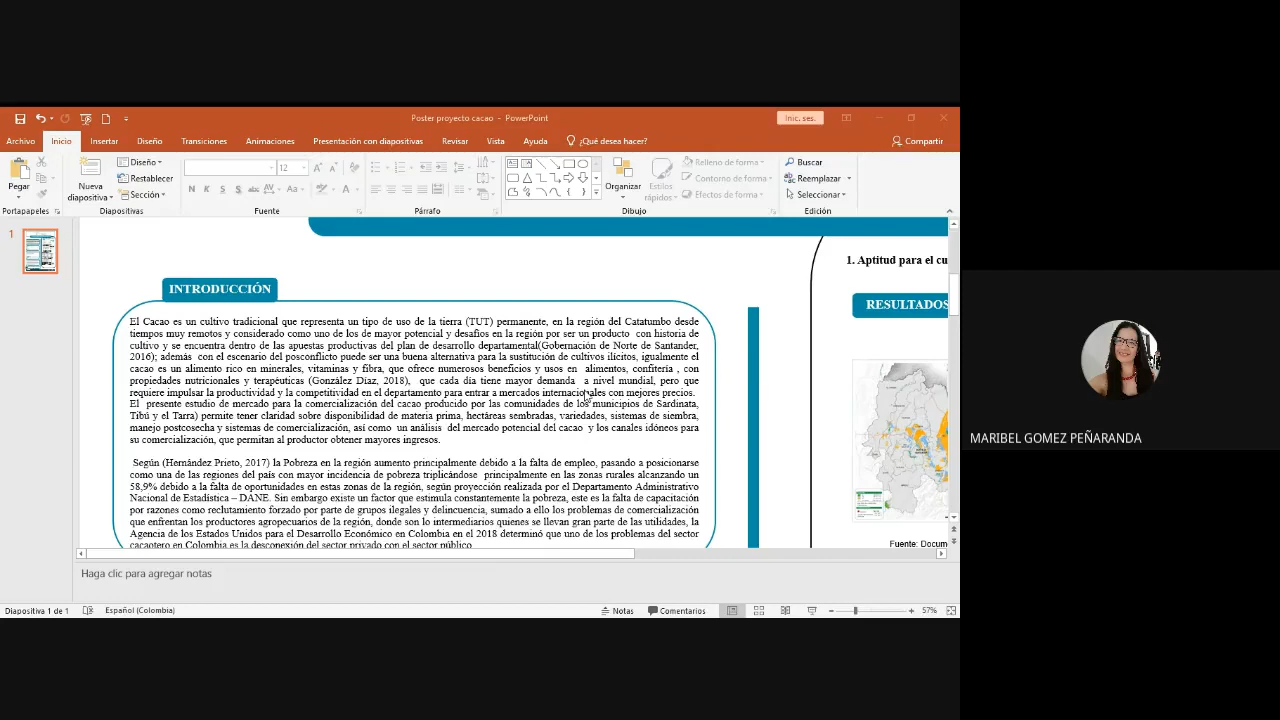 Poster proyecto cacao - PowerPoint
Inic. ses.
Archivo Inicio Insertar Diseño Transiciones Animaciones Presentación con diapositivas Revisar Vista Ayuda ¿Qué desea hacer? Compartir
Pegar
Nueva diapositiva
Diseño
Restablecer
Sección
12
N K S S abc AV Aa A
Organizar
Estilos rápidos
Relleno de forma
Contorno de forma
Efectos de forma
Buscar
Reemplazar
Seleccionar
Portapapeles Diapositivas Fuente Párrafo Dibujo Edición
1
INTRODUCCIÓN
El Cacao es un cultivo tradicional que representa un tipo de uso de la tierra (TUT) permanente, en la región del Catatumbo desde
tiempos muy remotos y considerado como uno de los de mayor potencial y desafíos en la región por ser un producto con historia de
cultivo y se encuentra dentro de las apuestas productivas del plan de desarrollo departamental(Gobernación de Norte de Santander,
2016); además con el escenario del posconflicto puede ser una buena alternativa para la sustitución de cultivos ilícitos, igualmente el
cacao es un alimento rico en minerales, vitaminas y fibra, que ofrece numerosos beneficios y usos en alimentos, confitería , con
propiedades nutricionales y terapéuticas (González Díaz, 2018), que cada día tiene mayor demanda a nivel mundial, pero que
requiere impulsar la productividad y la competitividad en el departamento para entrar a mercados internacionales con mejores precios.
El presente estudio de mercado para la comercialización del cacao producido por las comunidades de los municipios de Sardinata,
Tibú y el Tarra) permite tener claridad sobre disponibilidad de materia prima, hectáreas sembradas, variedades, sistemas de siembra,
manejo postcosecha y sistemas de comercialización, así como un análisis del mercado potencial del cacao y los canales idóneos para
su comercialización, que permitan al productor obtener mayores ingresos.
Según (Hernández Prieto, 2017) la Pobreza en la región aumento principalmente debido a la falta de empleo, pasando a posicionarse
como una de las regiones del país con mayor incidencia de pobreza triplicándose principalmente en las zonas rurales alcanzando un
58,9% debido a la falta de oportunidades en estas zonas de la región, según proyección realizada por el Departamento Administrativo
Nacional de Estadística – DANE. Sin embargo existe un factor que estimula constantemente la pobreza, este es la falta de capacitación
por razones como reclutamiento forzado por parte de grupos ilegales y delincuencia, sumado a ello los problemas de comercialización
que enfrentan los productores agropecuarios de la región, donde son lo intermediarios quienes se llevan gran parte de las utilidades, la
Agencia de los Estados Unidos para el Desarrollo Económico en Colombia en el 2018 determinó que uno de los problemas del sector
cacaotero en Colombia es la desconexión del sector privado con el sector público
1. Aptitud para el cu
RESULTADOS
Fuente: Docum
Haga clic para agregar notas
Diapositiva 1 de 1 Español (Colombia) Notas Comentarios 57%
MARIBEL GOMEZ PEÑARANDA